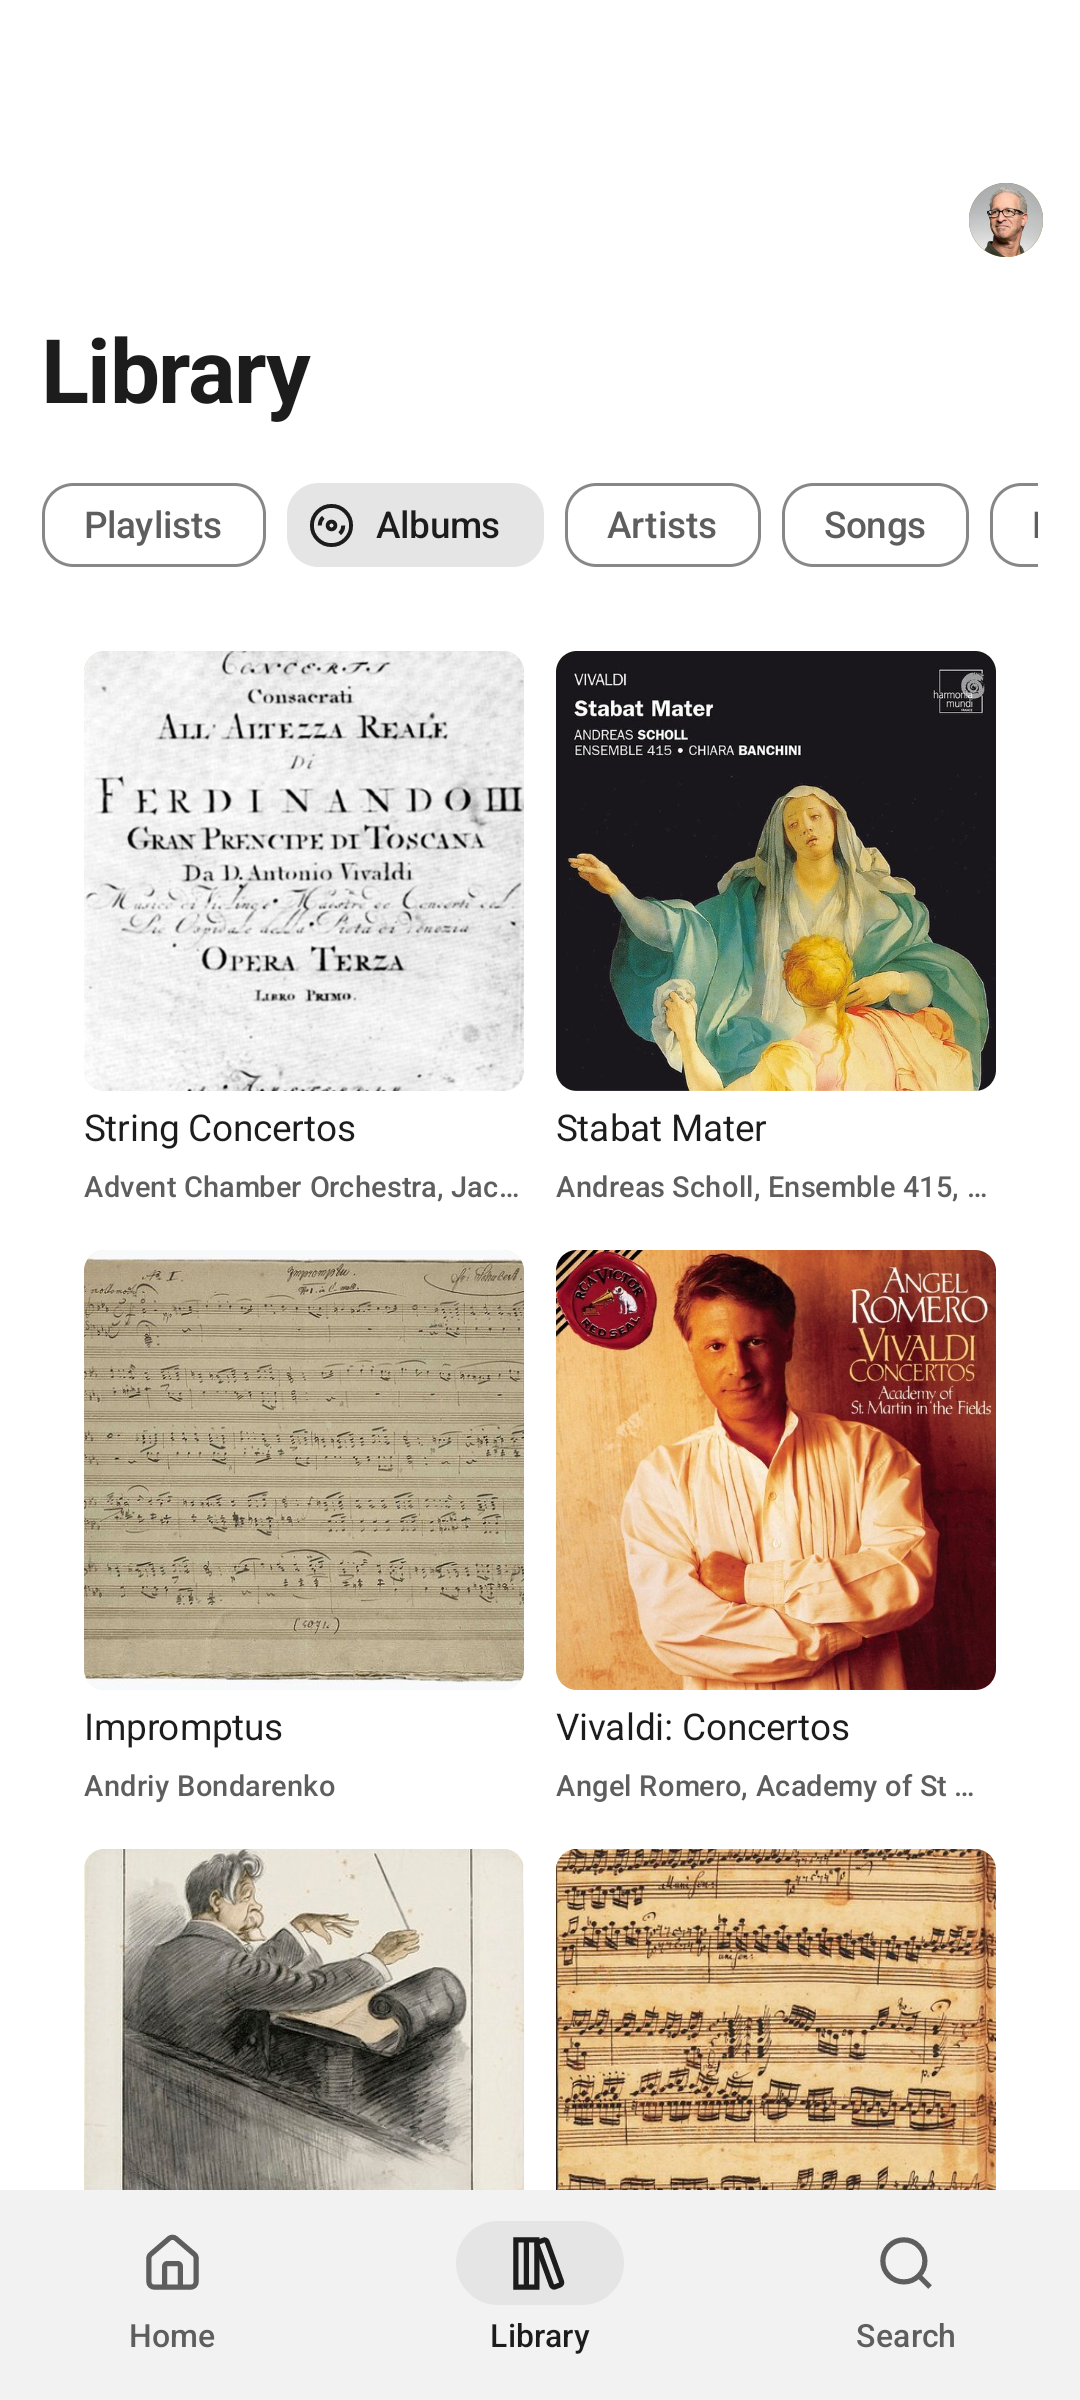 Library
Playlists
Albums
Artists
Songs
CONCERTS
Consacrati
ALL' ALTEZZA REALE
Di
FERDINANDO III
GRAN PRENCIPE DI TOSCANA
Da D. Antonio Vivaldi
OPERA TERZA
LIBRO PRIMO.
String Concertos
Advent Chamber Orchestra, Jac...
VIVALDI
Stabat Mater
ANDREAS SCHOLL
ENSEMBLE 415 • CHIARA BANCHINI
harmonia
mundi
FRANCE
Stabat Mater
Andreas Scholl, Ensemble 415, ...
Impromptu
(5071.)
Impromptus
Andriy Bondarenko
RCA VICTOR
RED SEAL
ANGEL
ROMERO
VIVALDI
CONCERTOS
Academy of
St. Martin in the Fields
Vivaldi: Concertos
Angel Romero, Academy of St ...
Home
Library
Search